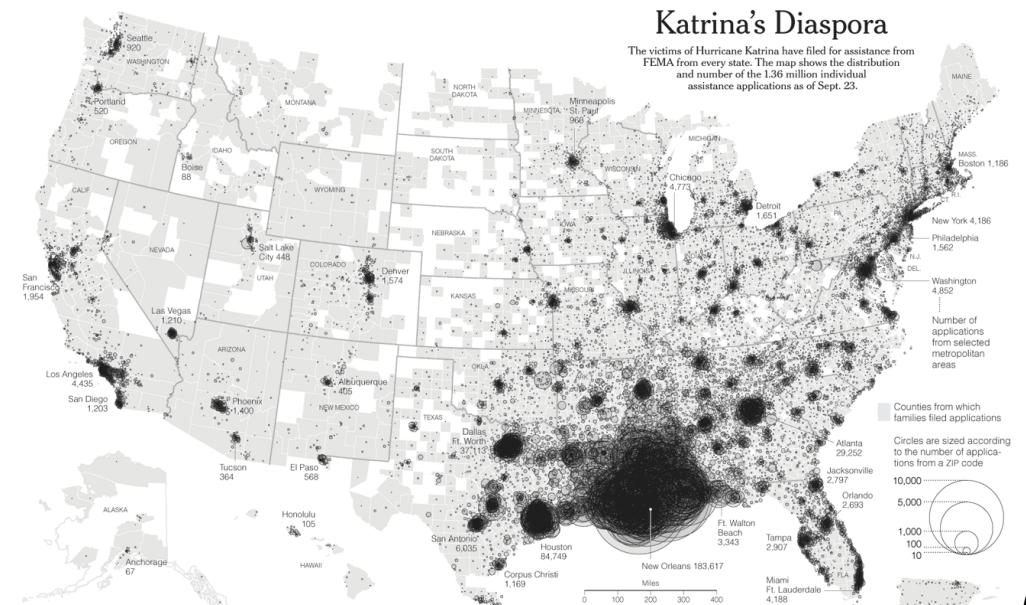 Katrina's Diaspora
The victims of Hurricane Katrina have filed for assistance from
FEMA from every state. The map shows the distribution
and number of the 1.36 million individual
assistance applications as of Sept. 23.
Seattle
920
WASHINGTON
Portland
520
OREGON
IDAHO
Boise
88
MONTANA
NORTH
DAKOTA
SOUTH
DAKOTA
MINNESOTA
Minneapolis
St. Paul
WISCONSIN
MICHIGAN
MAINE
MASS.
Boston 1,186
R.I.
CT.
N.Y.
New York 4,186
Philadelphia
1,562
N.J.
DEL.
Washington
4,852
Number of
applications
from selected
metropolitan
areas
Chicago
4,773
Detroit
1,651
PA.
W. VA.
KY.
ILLINOIS
IOWA
MISSOURI
WYOMING
NEBRASKA
KANSAS
CALIF.
NEVADA
UTAH
Salt Lake
City 448
COLORADO
Denver
1,574
San
Francisco
1,954
Las Vegas
1,210
Los Angeles
4,435
San Diego
1,203
ARIZONA
Phoenix
1,400
Tucson
364
Albuquerque
405
NEW MEXICO
El Paso
568
OKLA.
TEXAS
Dallas
Ft. Worth
37,113
San Antonio
6,035
Houston
84,749
Corpus Christi
1,169
New Orleans 183,617
Ft. Walton
Beach
3,343
Atlanta
29,252
Jacksonville
2,797
Orlando
2,693
Tampa
2,907
FLA.
Miami
Ft. Lauderdale
4,188
Counties from which
families filed applications
Circles are sized according
to the number of applica-
tions from a ZIP code
10,000
5,000
1,000
100
10
ALASKA
Anchorage
67
Honolulu
105
HAWAII
Miles
0 100 200 400